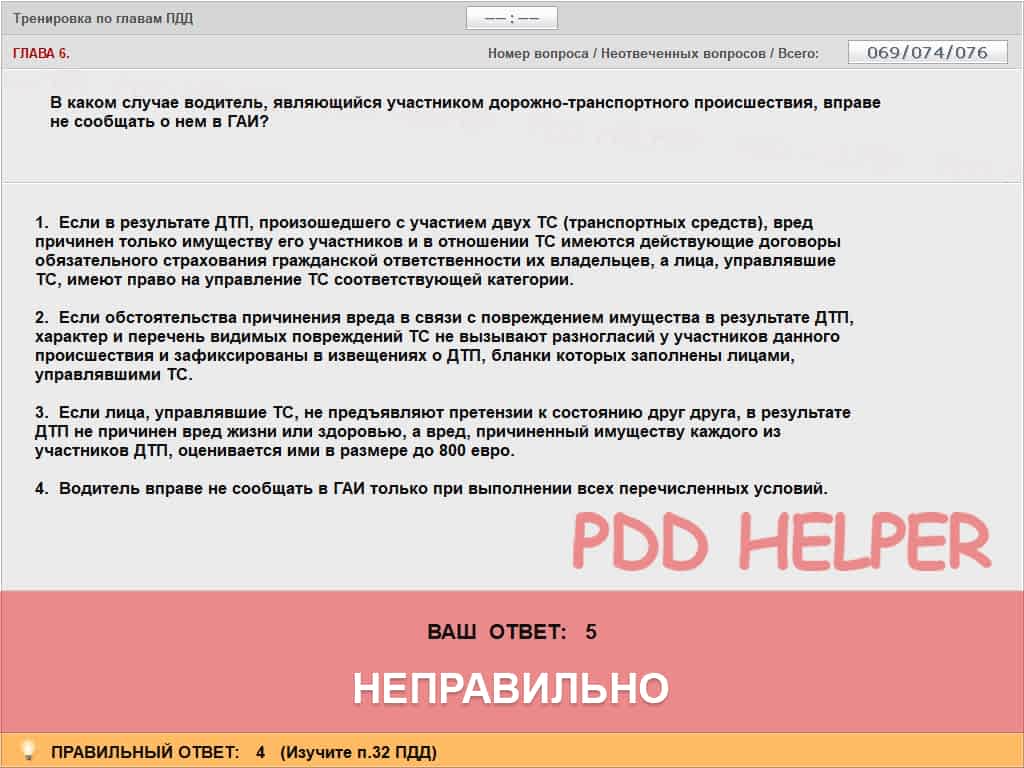 Тренировка по главам ПДД
—— : ——
ГЛАВА 6.
Номер вопроса / Неотвеченных вопросов / Всего:
069/074/076
В каком случае водитель, являющийся участником дорожно-транспортного происшествия, вправе
не сообщать о нем в ГАИ?
1. Если в результате ДТП, произошедшего с участием двух ТС (транспортных средств), вред
причинен только имуществу его участников и в отношении ТС имеются действующие договоры
обязательного страхования гражданской ответственности их владельцев, а лица, управлявшие
ТС, имеют право на управление ТС соответствующей категории.
2. Если обстоятельства причинения вреда в связи с повреждением имущества в результате ДТП,
характер и перечень видимых повреждений ТС не вызывают разногласий у участников данного
происшествия и зафиксированы в извещениях о ДТП, бланки которых заполнены лицами,
управлявшими ТС.
3. Если лица, управлявшие ТС, не предъявляют претензии к состоянию друг друга, в результате
ДТП не причинен вред жизни или здоровью, а вред, причиненный имуществу каждого из
участников ДТП, оценивается ими в размере до 800 евро.
4. Водитель вправе не сообщать в ГАИ только при выполнении всех перечисленных условий.
PDD HELPER
ВАШ ОТВЕТ: 5
НЕПРАВИЛЬНО
ПРАВИЛЬНЫЙ ОТВЕТ: 4 (Изучите п.32 ПДД)